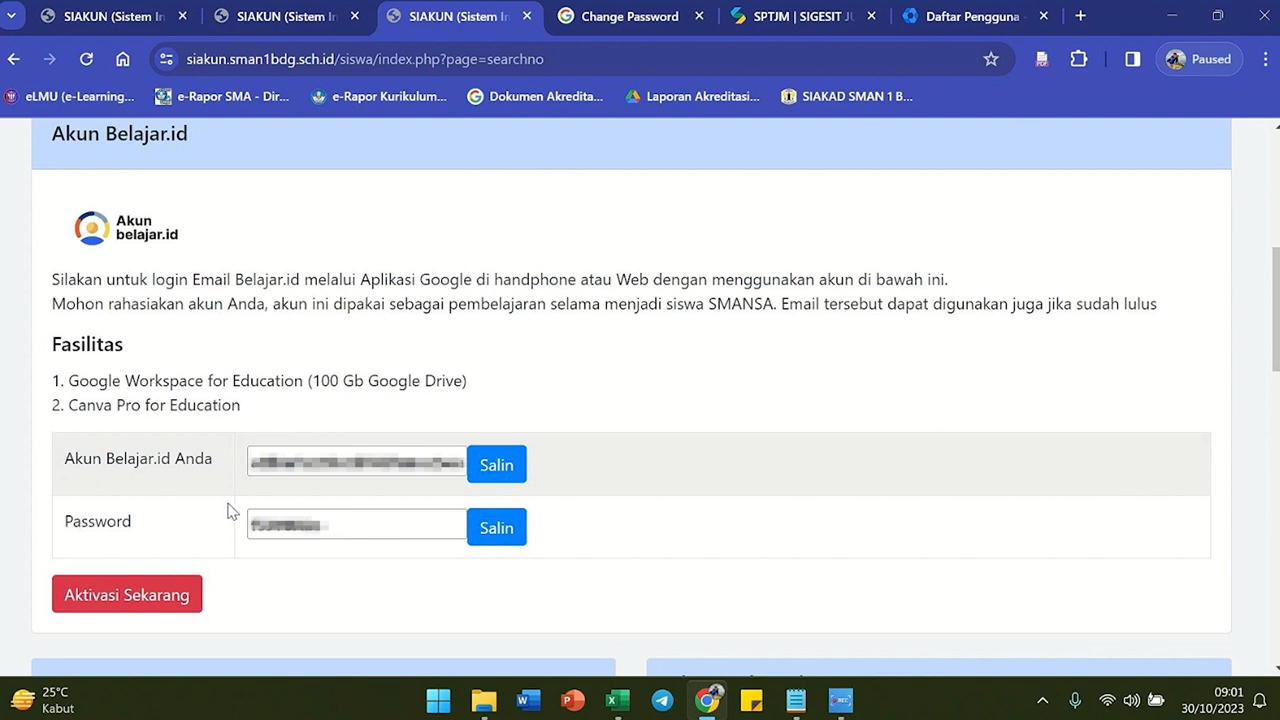 SIAKUN (Sistem In
SIAKUN (Sistem In
SIAKUN (Sistem In
Change Password
SPTJM | SIGESIT JU
Daftar Pengguna
siakun.sman1bdg.sch.id/siswa/index.php?page=searchno
Paused
eLMU (e-Learning...
e-Rapor SMA - Dir...
e-Rapor Kurikulum...
Dokumen Akredita...
Laporan Akreditasi...
SIAKAD SMAN 1 B...
Akun Belajar.id
Akun
belajar.id
Silakan untuk login Email Belajar.id melalui Aplikasi Google di handphone atau Web dengan menggunakan akun di bawah ini.
Mohon rahasiakan akun Anda, akun ini dipakai sebagai pembelajaran selama menjadi siswa SMANSA. Email tersebut dapat digunakan juga jika sudah lulus
Fasilitas
1. Google Workspace for Education (100 Gb Google Drive)
2. Canva Pro for Education
Akun Belajar.id Anda
Salin
Password
Salin
Aktivasi Sekarang
25°C
Kabut
09:01
30/10/2023